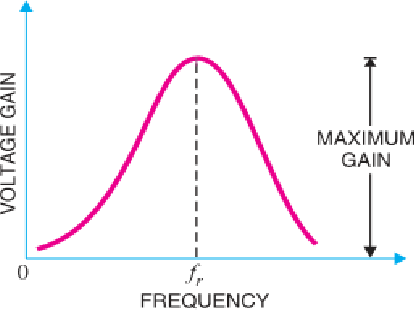 VOLTAGE GAIN
MAXIMUM
GAIN
0
fr
FREQUENCY